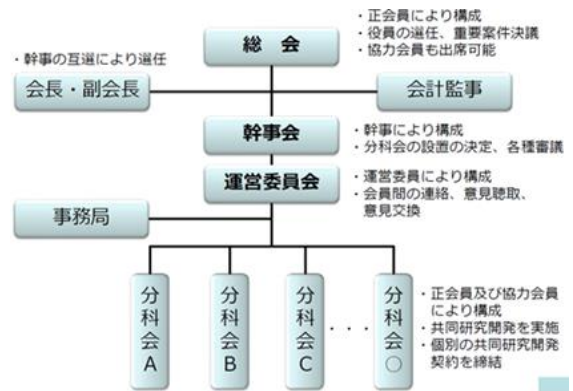 総　会
・正会員により構成
・役員の選任、重要案件決議
・協力会員も出席可能
・幹事の互選により選任
会長・副会長
会計監事
幹事会
・幹事により構成
・分科会の設置の決定、各種審議
運営委員会
・運営委員により構成
・会員間の連絡、意見聴取、
意見交換
事務局
分科会A
分科会B
分科会C
・・・
分科会○
・正会員及び協力会員
により構成
・共同研究開発を実施
・個別の共同研究開発
契約を締結